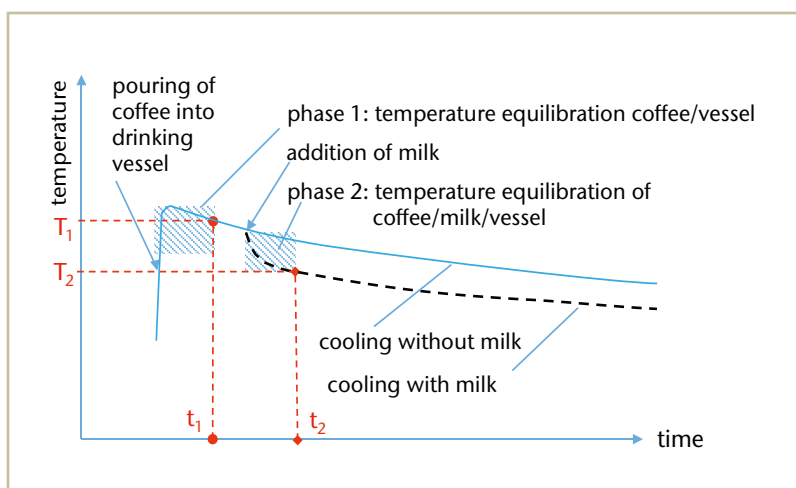 pouring of
coffee into
drinking
vessel
temperature
phase 1: temperature equilibration coffee/vessel
addition of milk
phase 2: temperature equilibration of
coffee/milk/vessel
T₁
T₂
cooling without milk
cooling with milk
t₁
t₂
time